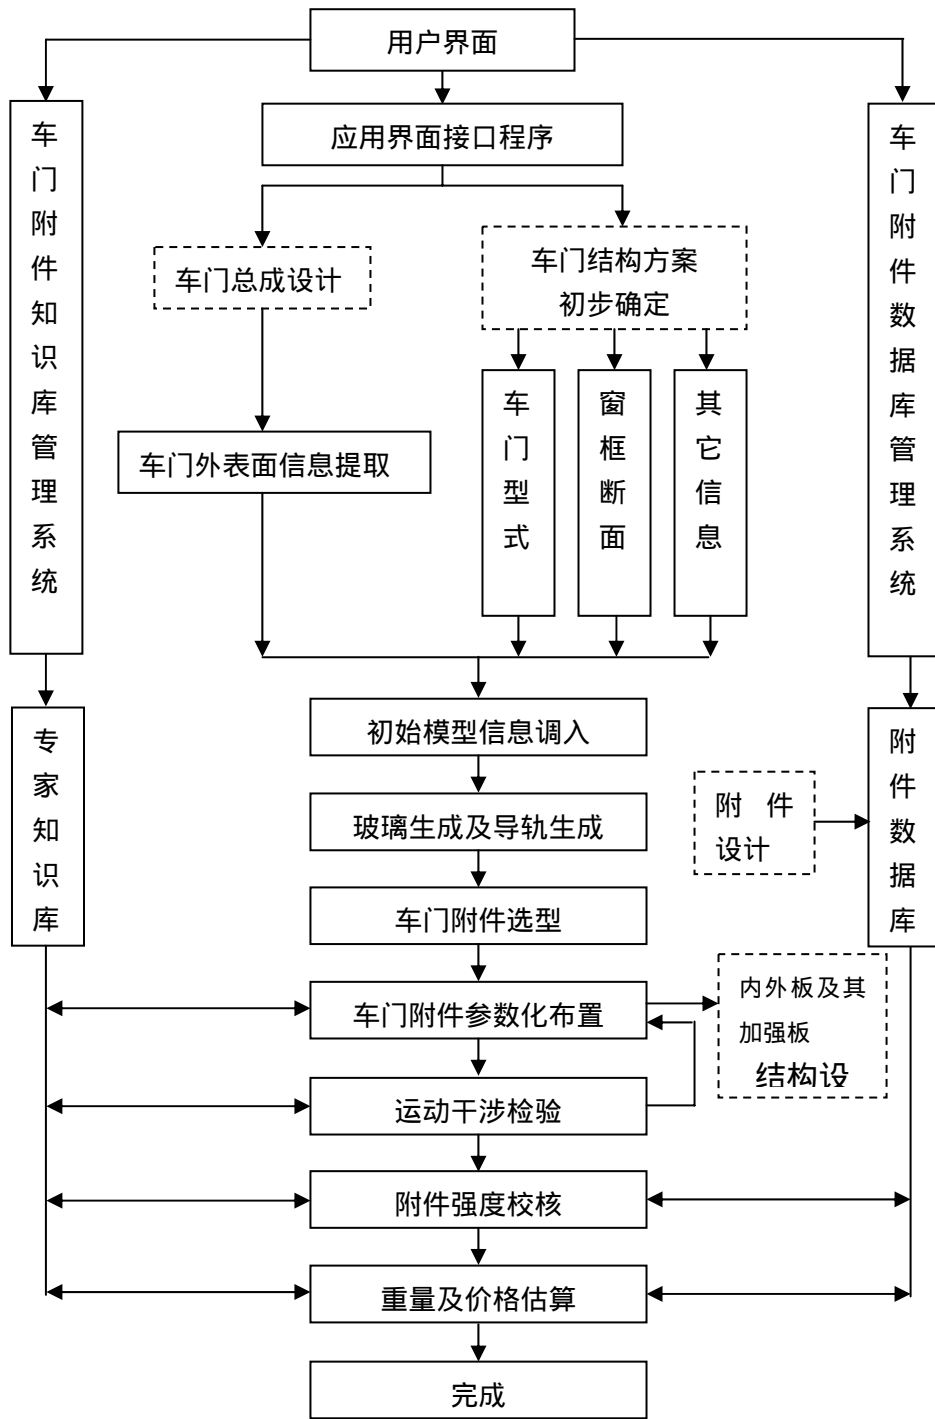 用户界面
应用界面接口程序
车门附件知识库管理系统
车门附件数据库管理系统
车门总成设计
车门结构方案
初步确定
车门外表面信息提取
车门型式
窗框断面
其它信息
专家知识库
初始模型信息调入
附件数据库
附 件
设计
玻璃生成及导轨生成
车门附件选型
车门附件参数化布置
内外板及其
加强板
结构设
运动干涉检验
附件强度校核
重量及价格估算
完成